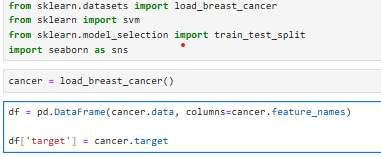 from sklearn.datasets import load_breast_cancer
from sklearn import svm
from sklearn.model_selection import train_test_split
import seaborn as sns
cancer = load_breast_cancer()
df = pd.DataFrame(cancer.data, columns=cancer.feature_names)
df['target'] = cancer.target